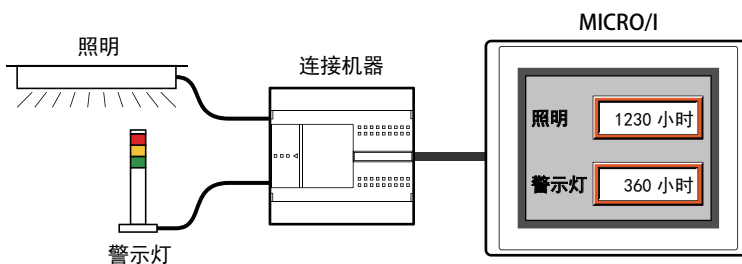 MICRO/I
照明
连接机器
照明 1230 小时
警示灯 360 小时
警示灯